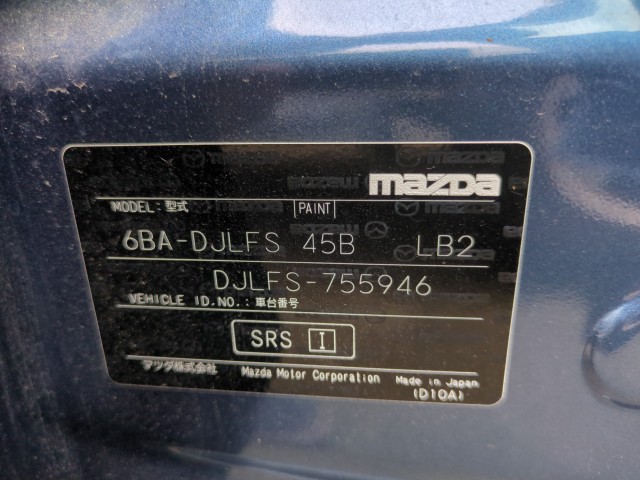 mazda
MODEL:型式 PAINT
6BA-DJLFS 45B LB2
DJLFS-755946
VEHICLE ID.NO.:車台番号
SRS I
マツダ株式会社 Mazda Motor Corporation Made in Japan
(D10A)